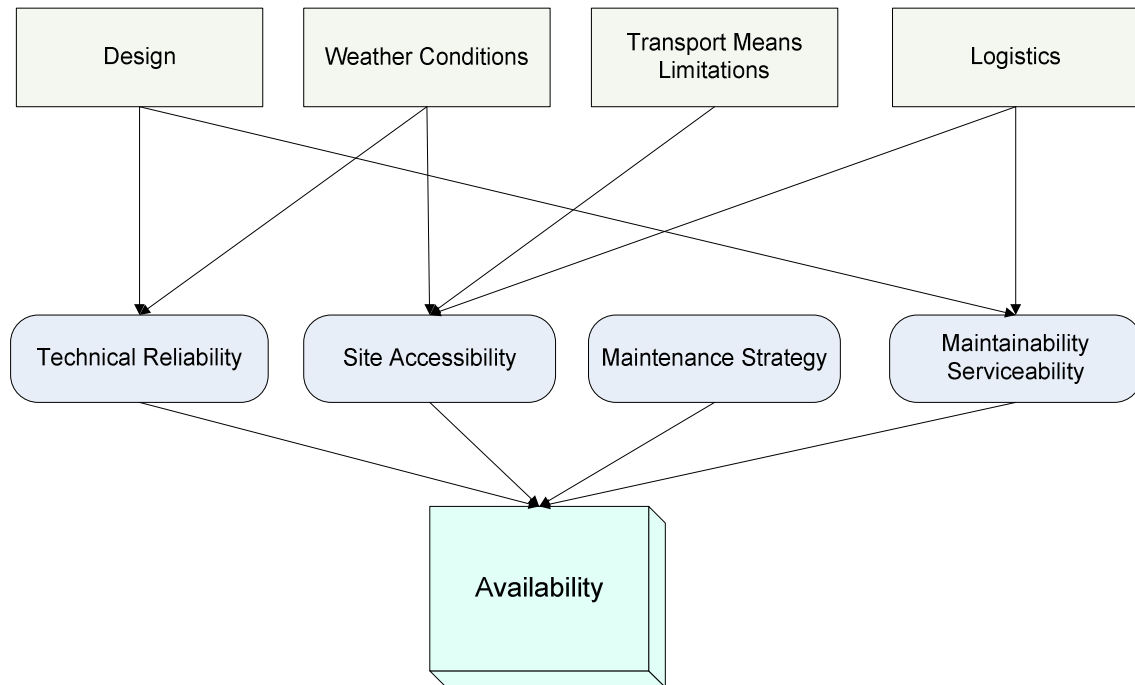 Design
Weather Conditions
Transport Means
Limitations
Logistics
Technical Reliability
Site Accessibility
Maintenance Strategy
Maintainability
Serviceability
Availability